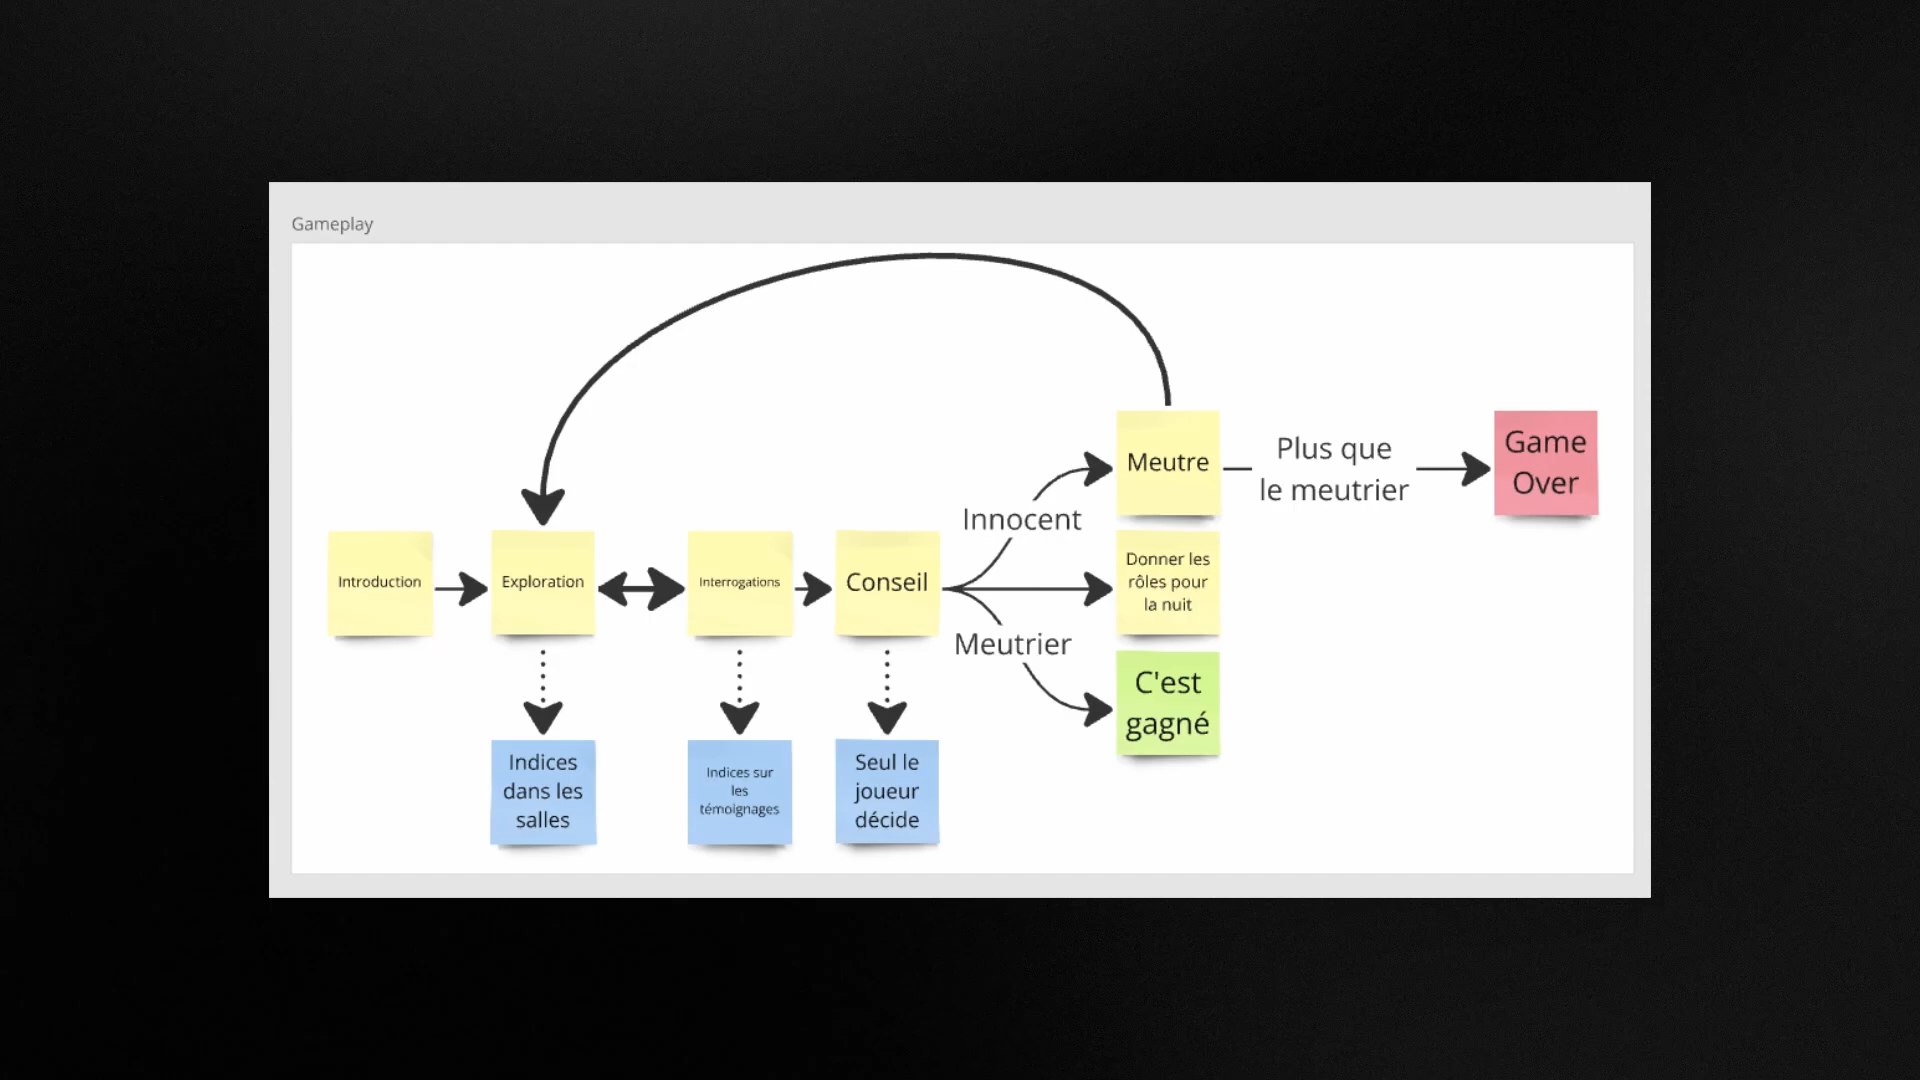 Gameplay
Introduction
Exploration
Interrogations
Conseil
Innocent
Meutrier
Meutre
Plus que
le meutrier
Game
Over
Donner les
rôles pour
la nuit
C'est
gagné
Indices
dans les
salles
Indices sur
les
témoignages
Seul le
joueur
décide